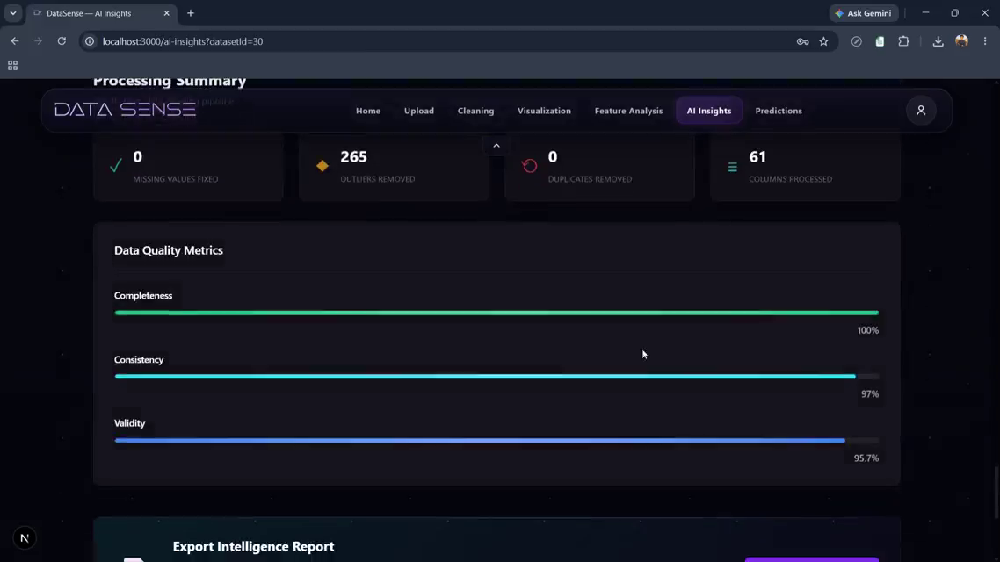 DataSense — AI Insights
Ask Gemini
localhost:3000/ai-insights?datasetId=30
Processing Summary
pipeline
DATA SENSE
Home
Upload
Cleaning
Visualization
Feature Analysis
AI Insights
Predictions
0
MISSING VALUES FIXED
265
OUTLIERS REMOVED
0
DUPLICATES REMOVED
61
COLUMNS PROCESSED
Data Quality Metrics
Completeness
100%
Consistency
97%
Validity
95.7%
N
Export Intelligence Report